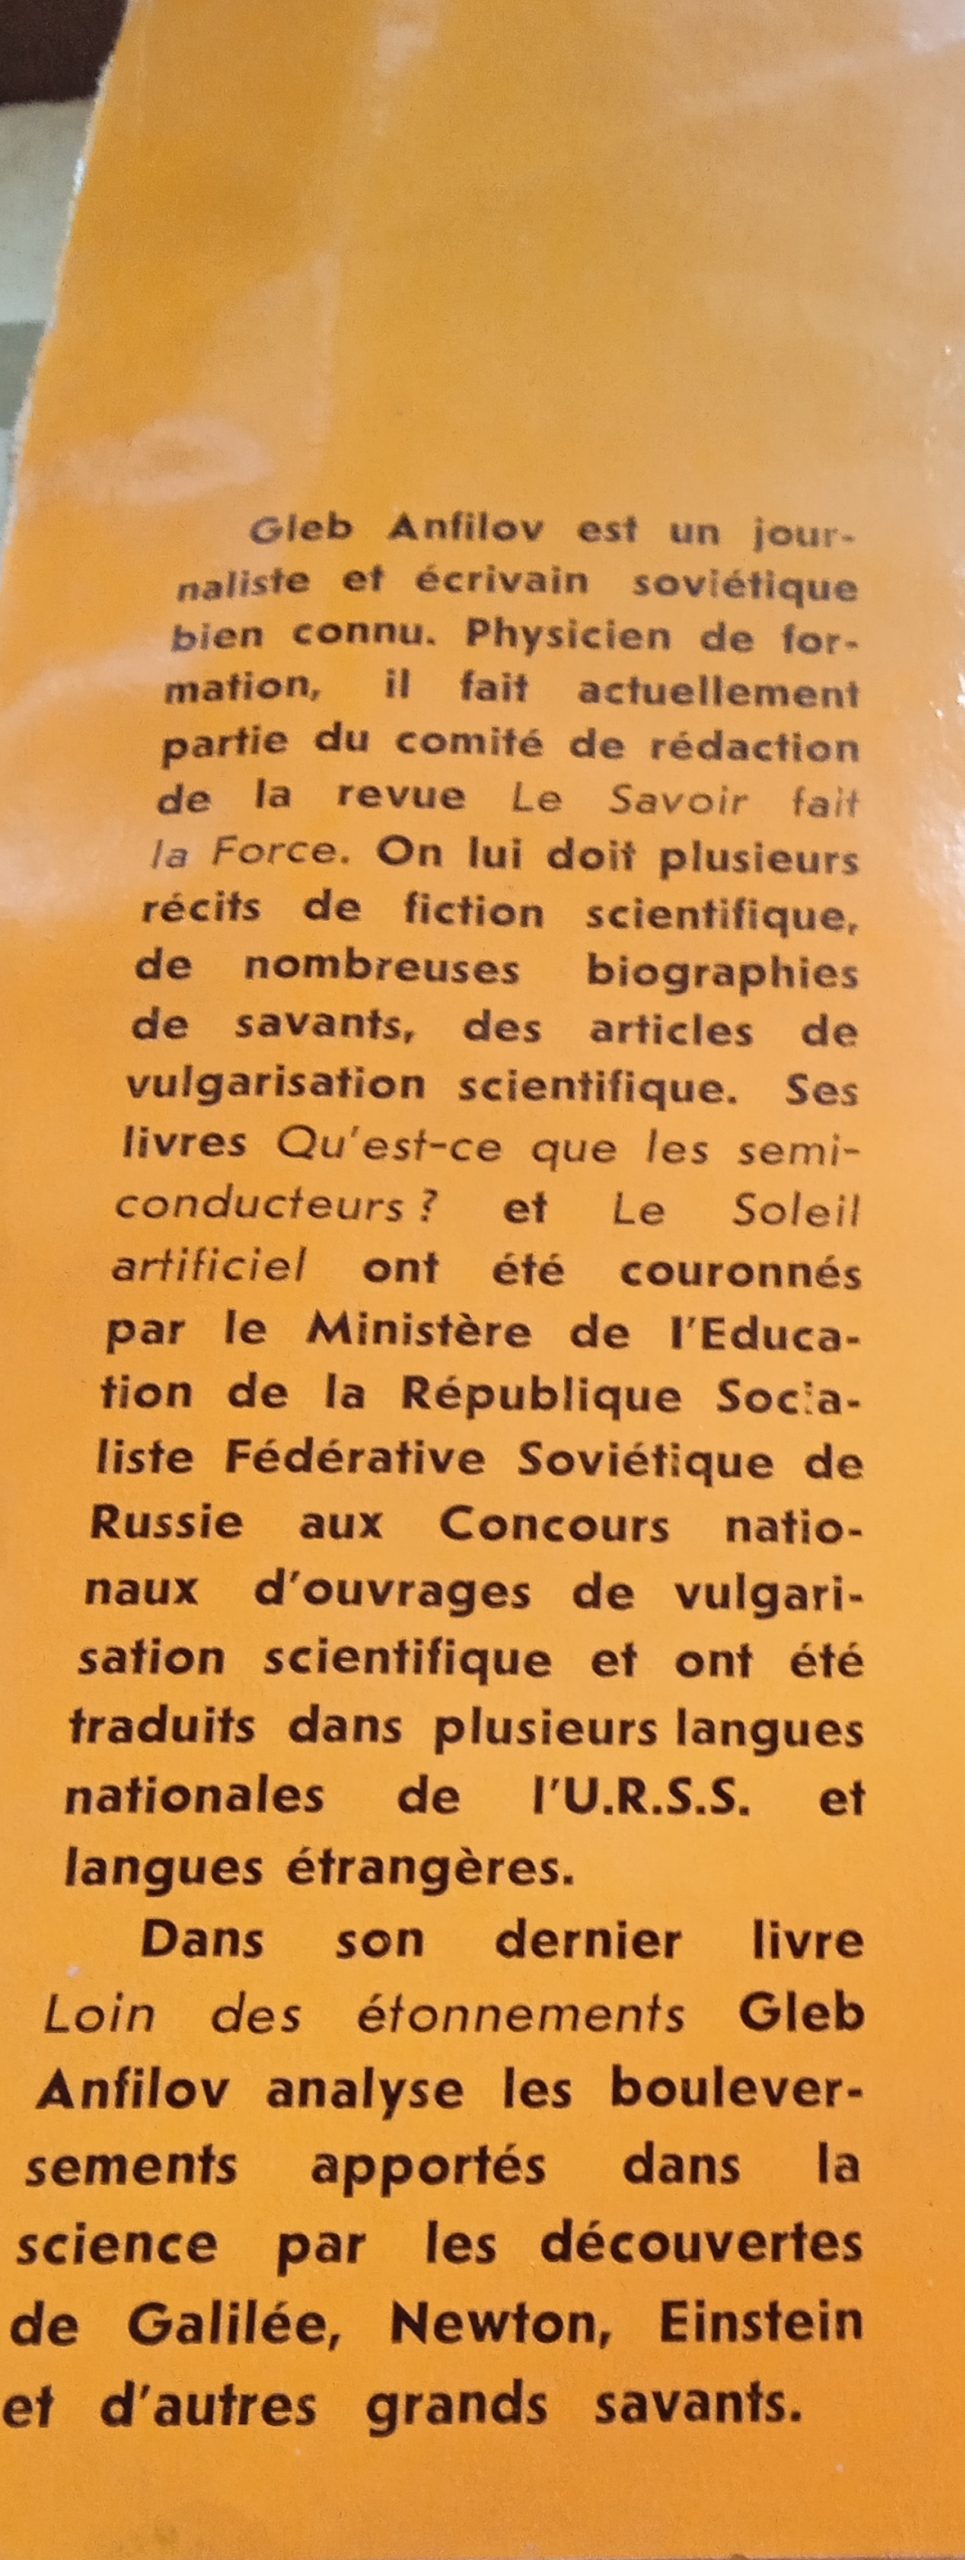 Gleb Anfilov est un jour-
naliste et écrivain soviétique
bien connu. Physicien de for-
mation, il fait actuellement
partie du comité de rédaction
de la revue Le Savoir fait
la Force. On lui doit plusieurs
récits de fiction scientifique,
de nombreuses biographies
de savants, des articles de
vulgarisation scientifique. Ses
livres Qu'est-ce que les semi-
conducteurs ? et Le Soleil
artificiel ont été couronnés
par le Ministère de l'Educa-
tion de la République Socia-
liste Fédérative Soviétique de
Russie aux Concours natio-
naux d'ouvrages de vulgari-
sation scientifique et ont été
traduits dans plusieurs langues
nationales de l'U.R.S.S. et
langues étrangères.
Dans son dernier livre
Loin des étonnements Gleb
Anfilov analyse les boulever-
sements apportés dans la
science par les découvertes
de Galilée, Newton, Einstein
et d'autres grands savants.